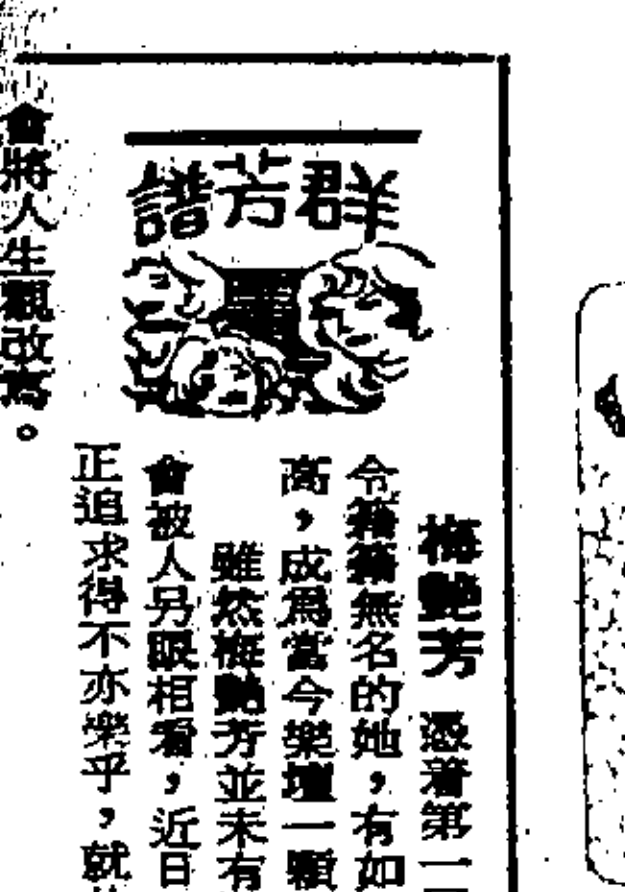 群芳譜
梅艷芳 憑着第一
令籍籍無名的她，有如
高，成爲當今樂壇一顆
雖然梅艷芳並未有
會被人另眼相看，近日
正追求得不亦樂乎，就
會將人生觀改寫。